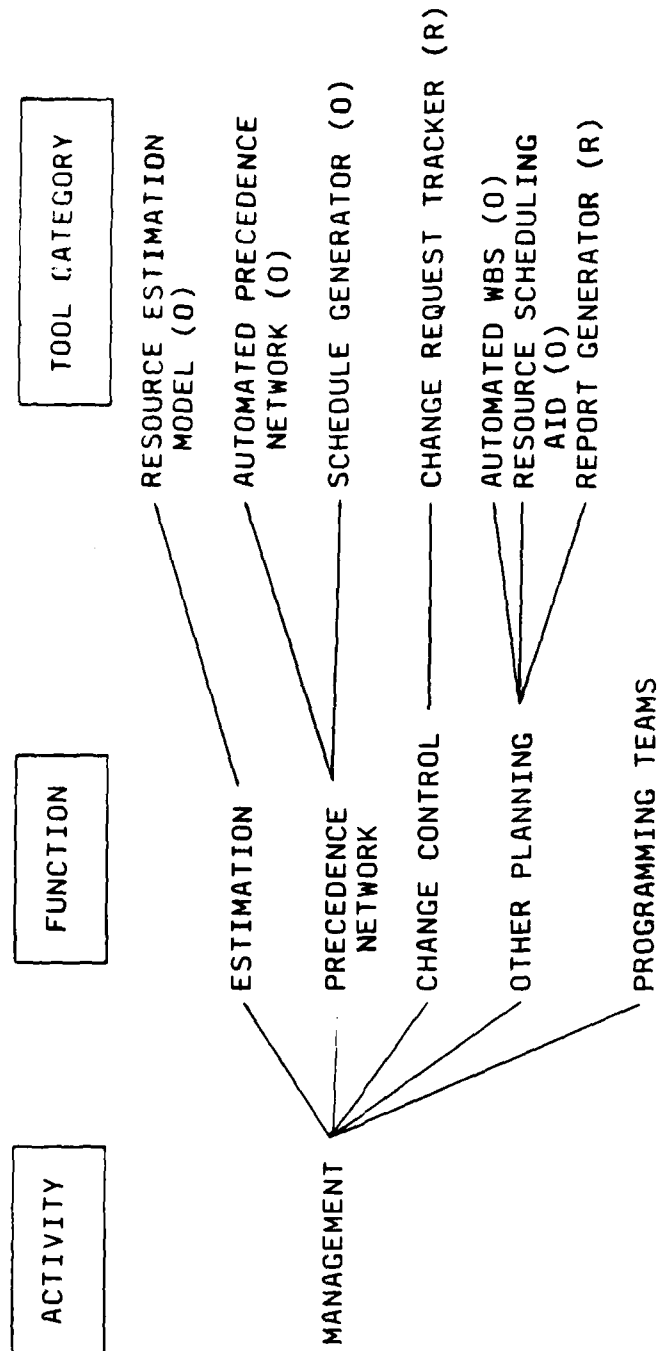 ACTIVITY
FUNCTION
TOOL CATEGORY
MANAGEMENT
ESTIMATION
PRECEDENCE
NETWORK
CHANGE CONTROL
OTHER PLANNING
PROGRAMMING TEAMS
RESOURCE ESTIMATION
MODEL (O)
AUTOMATED PRECEDENCE
NETWORK (O)
SCHEDULE GENERATOR (O)
CHANGE REQUEST TRACKER (R)
AUTOMATED WBS (O)
RESOURCE SCHEDULING
AID (O)
REPORT GENERATOR (R)